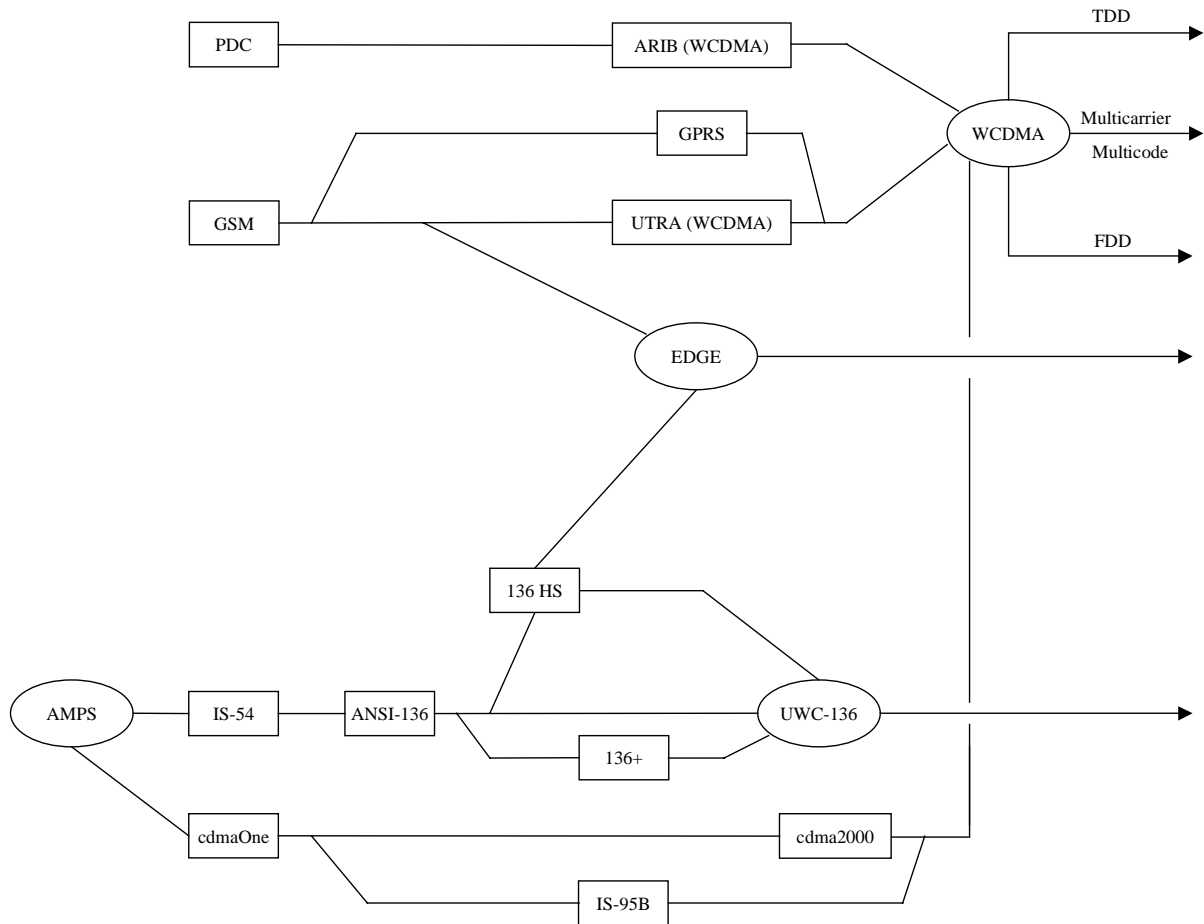 TDD
PDC
ARIB (WCDMA)
WCDMA
Multicarrier
Multicode
GPRS
GSM
UTRA (WCDMA)
FDD
EDGE
136 HS
AMPS
IS-54
ANSI-136
UWC-136
136+
cdmaOne
cdma2000
IS-95B